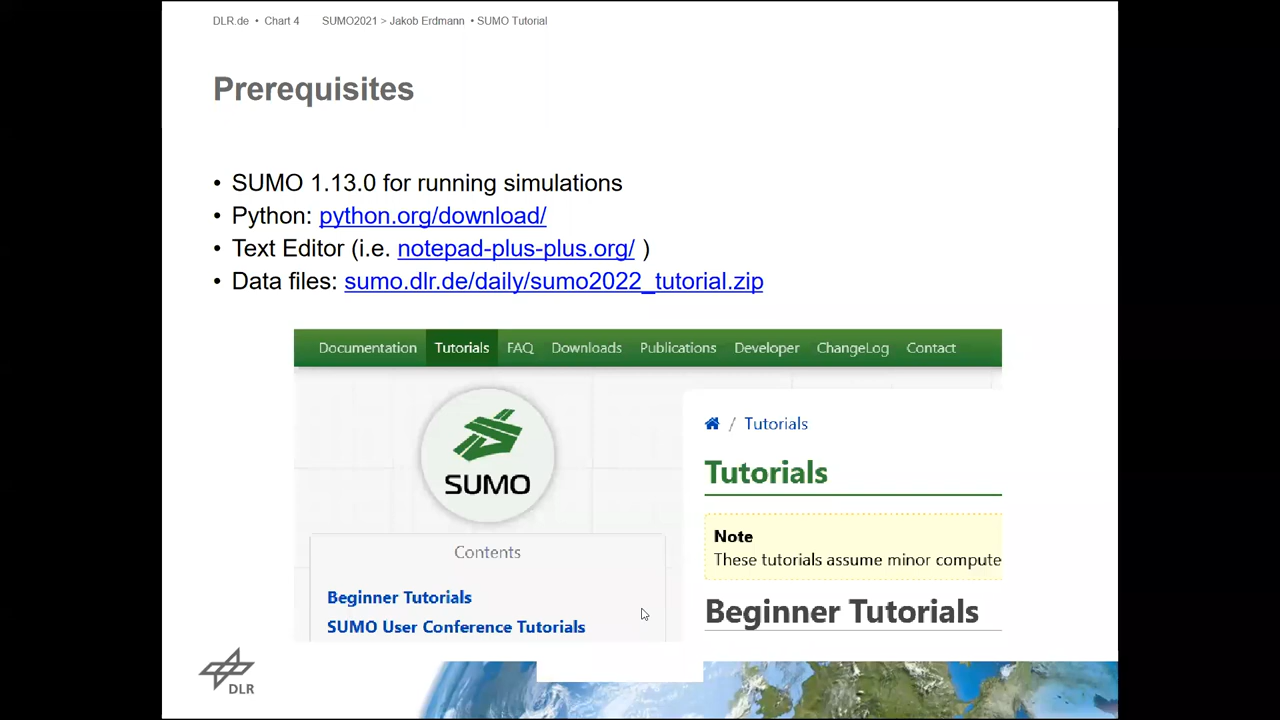 DLR.de • Chart 4 SUMO2021 > Jakob Erdmann • SUMO Tutorial
Prerequisites
• SUMO 1.13.0 for running simulations
• Python: python.org/download/
• Text Editor (i.e. notepad-plus-plus.org/ )
• Data files: sumo.dlr.de/daily/sumo2022_tutorial.zip
Documentation Tutorials FAQ Downloads Publications Developer ChangeLog Contact
SUMO
Contents
Beginner Tutorials
SUMO User Conference Tutorials
/ Tutorials
Tutorials
Note
These tutorials assume minor compute
Beginner Tutorials
DLR